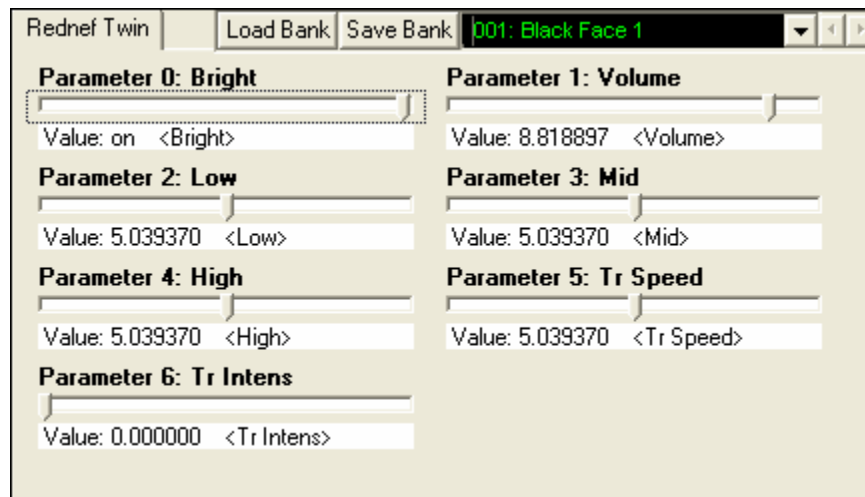 Rednef Twin Load Bank Save Bank 001: Black Face 1
Parameter 0: Bright Parameter 1: Volume
Value: on <Bright> Value: 8.818897 <Volume>
Parameter 2: Low Parameter 3: Mid
Value: 5.039370 <Low> Value: 5.039370 <Mid>
Parameter 4: High Parameter 5: Tr Speed
Value: 5.039370 <High> Value: 5.039370 <Tr Speed>
Parameter 6: Tr Intens
Value: 0.000000 <Tr Intens>